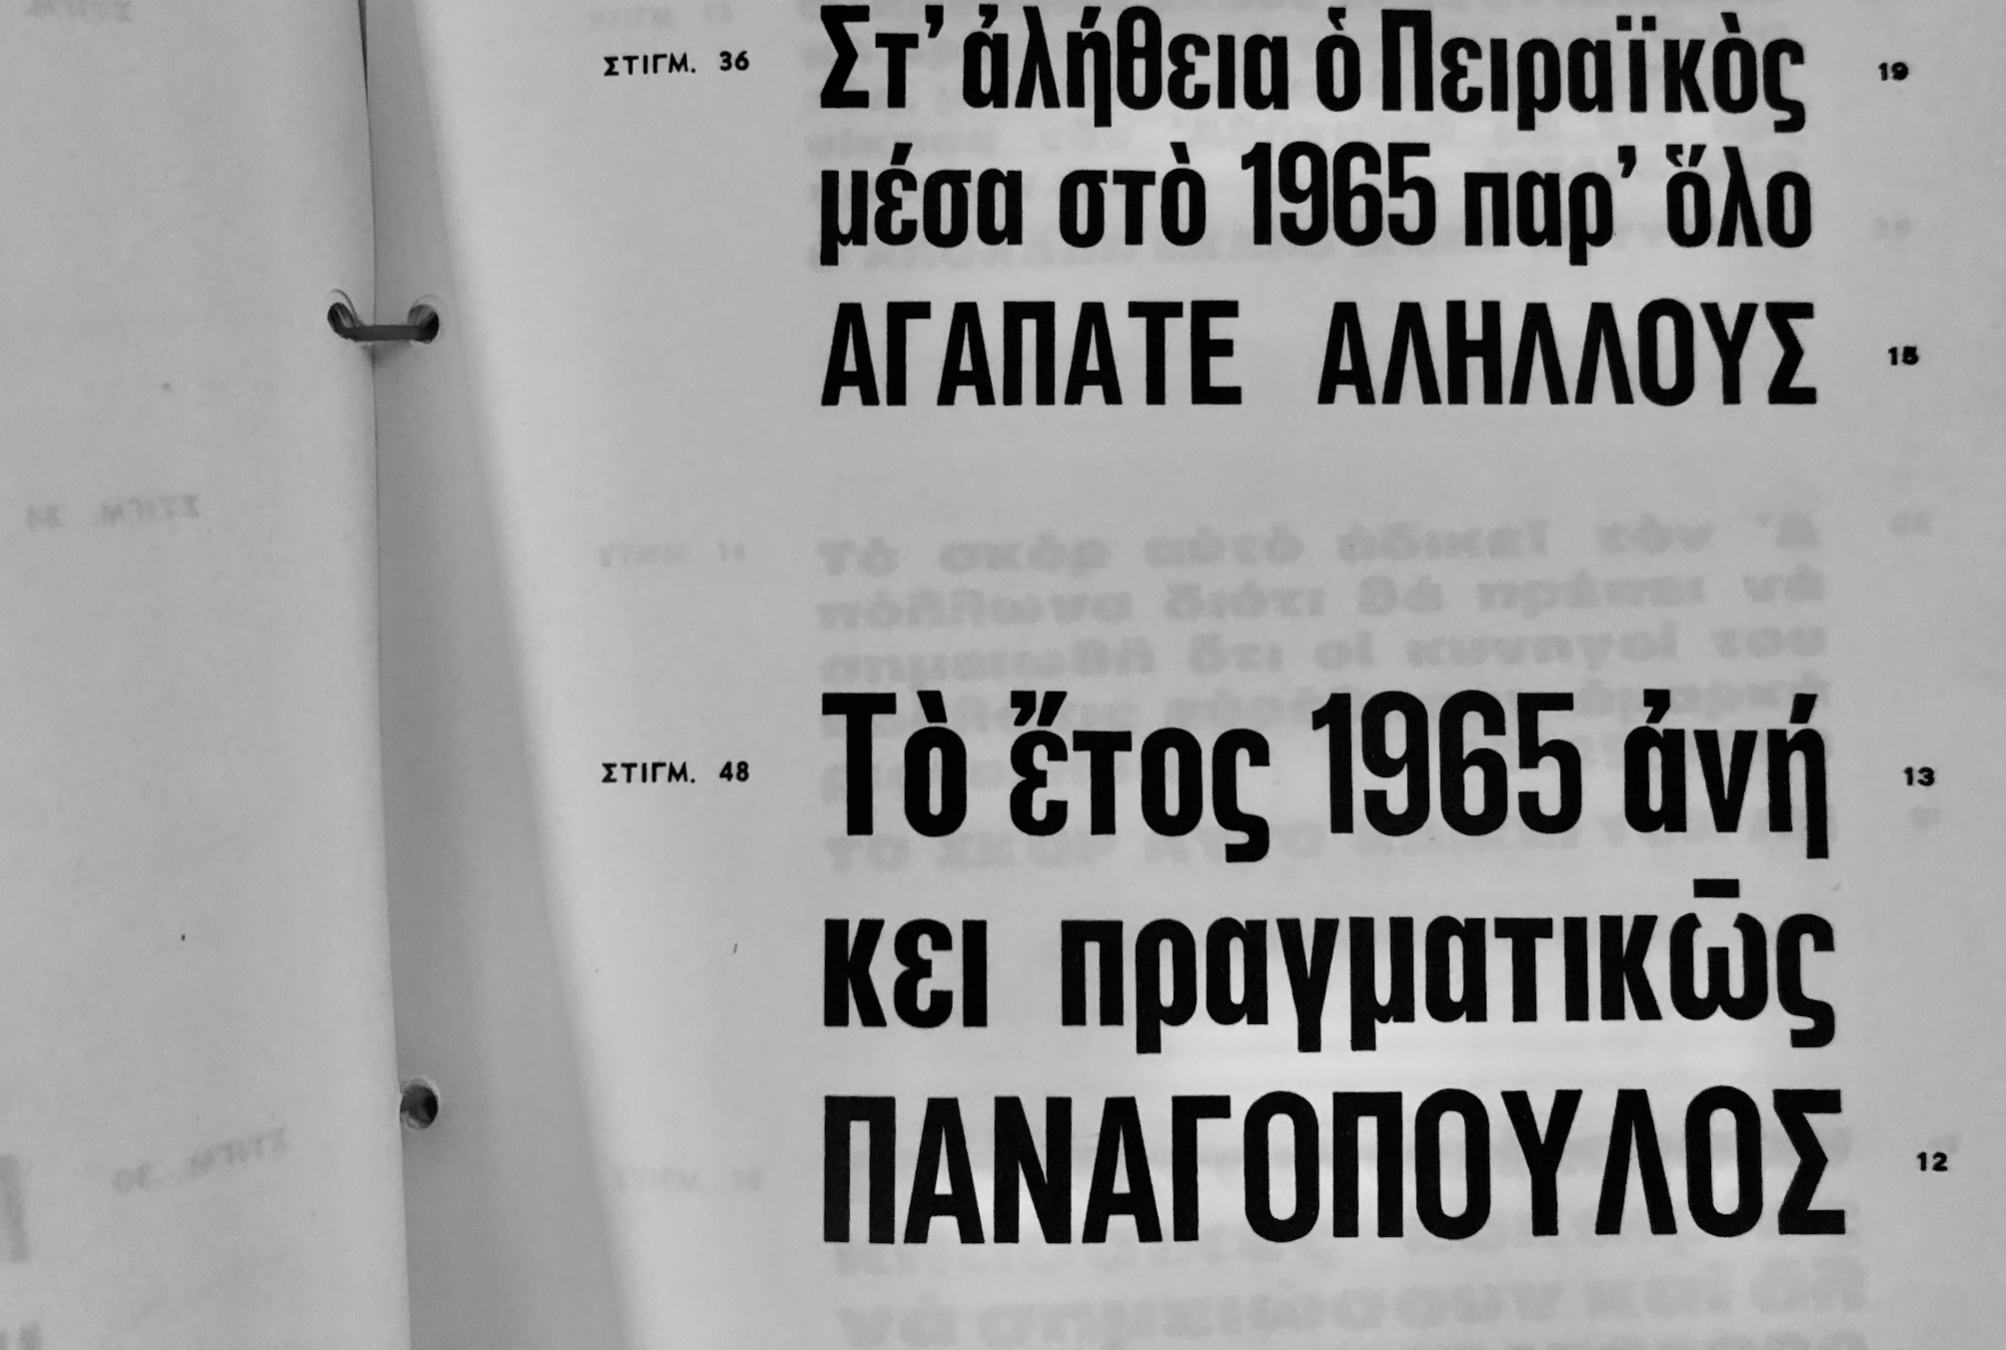 ΣΤΙΓΜ. 36 Στ’ ἀλήθεια ὁ Πειραϊκὸς 19
μέσα στὸ 1965 παρ’ ὅλο
ΑΓΑΠΑΤΕ ΑΛΗΛΛΟΥΣ 15
ΣΤΙΓΜ. 48 Τὸ ἔτος 1965 ἀνή 13
κει πραγματικῶς
ΠΑΝΑΓΟΠΟΥΛΟΣ 12